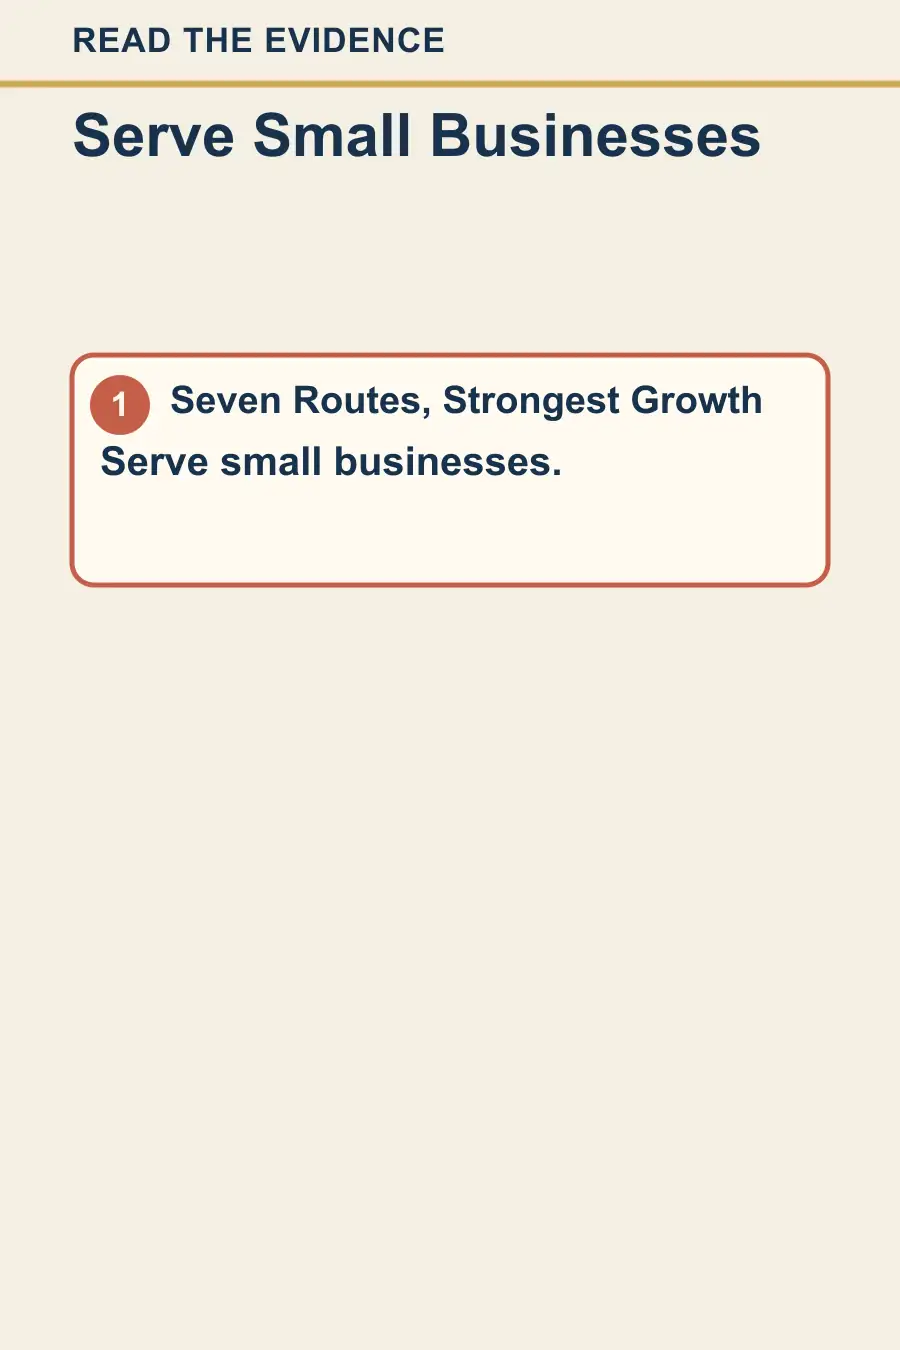 READ THE EVIDENCE
Serve Small Businesses
1 Seven Routes, Strongest Growth
Serve small businesses.